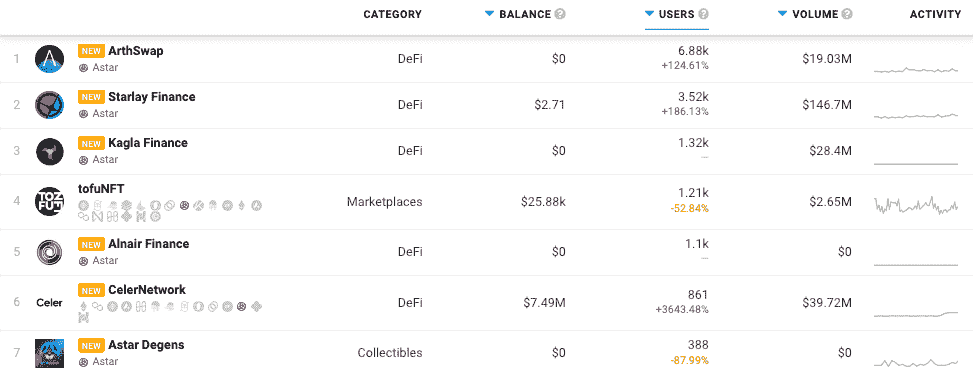 CATEGORY BALANCE USERS VOLUME ACTIVITY
1 NEW ArthSwap DeFi $0 6.88k $19.03M
Astar +124.61%
2 NEW Starlay Finance DeFi $2.71 3.52k $146.7M
Astar +186.13%
3 NEW Kagla Finance DeFi $0 1.32k $28.4M
Astar –
4 TOFU tofuNFT Marketplaces $25.88k 1.21k $2.65M
-52.84%
5 NEW Alnair Finance DeFi $0 1.1k $0
Astar –
6 Celer NEW CelerNetwork DeFi $7.49M 861 $39.72M
+3643.48%
7 NEW Astar Degens Collectibles $0 388 $0
Astar -87.99%